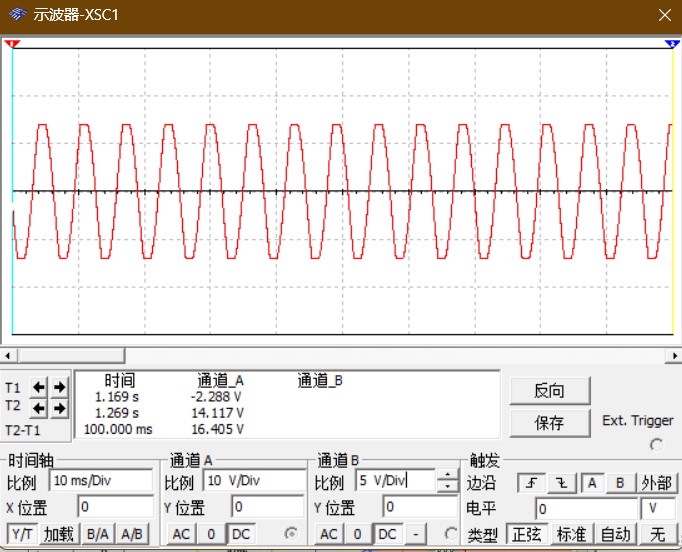 示波器-XSC1
时间 通道_A 通道_B
T1 1.169 s -2.288 V
T2 1.269 s 14.117 V
T2-T1 100.000 ms 16.405 V
反向
保存
Ext. Trigger
时间轴
比例 10 ms/Div
X 位置 0
Y/T 加载 B/A A/B
通道A
比例 10 V/Div
Y 位置 0
AC 0 DC
通道B
比例 5 V/Div
Y 位置 0
AC 0 DC -
触发
边沿 A B 外部
电平 0 V
类型 正弦 标准 自动 无